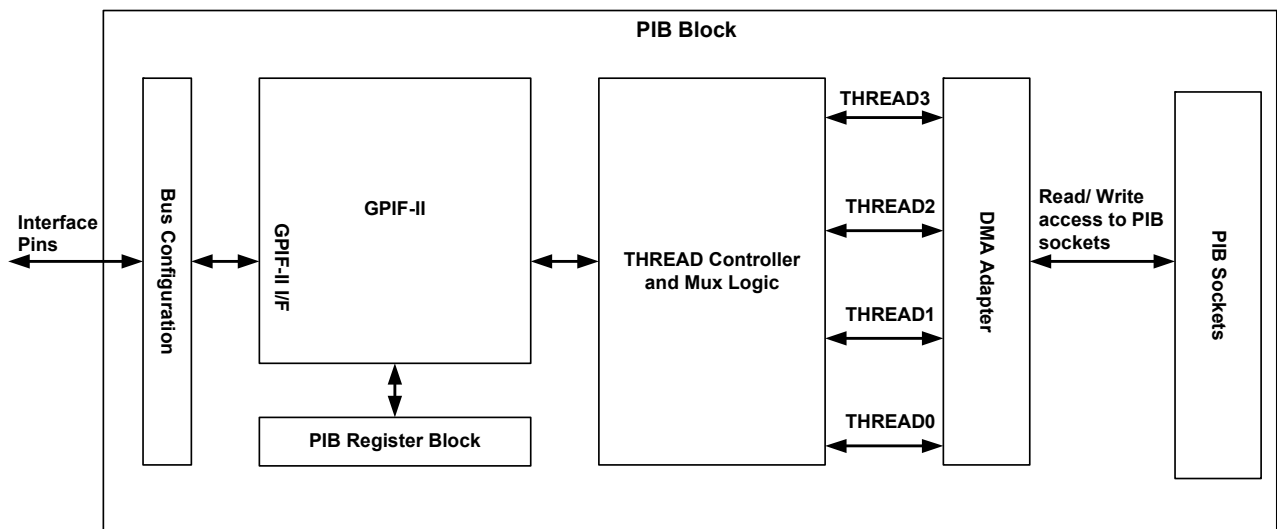 PIB Block
Interface
Pins
Bus Configuration
GPIF-II I/F
GPIF-II
PIB Register Block
THREAD Controller
and Mux Logic
THREAD3
THREAD2
THREAD1
THREAD0
DMA Adapter
Read/ Write
access to PIB
sockets
PIB Sockets